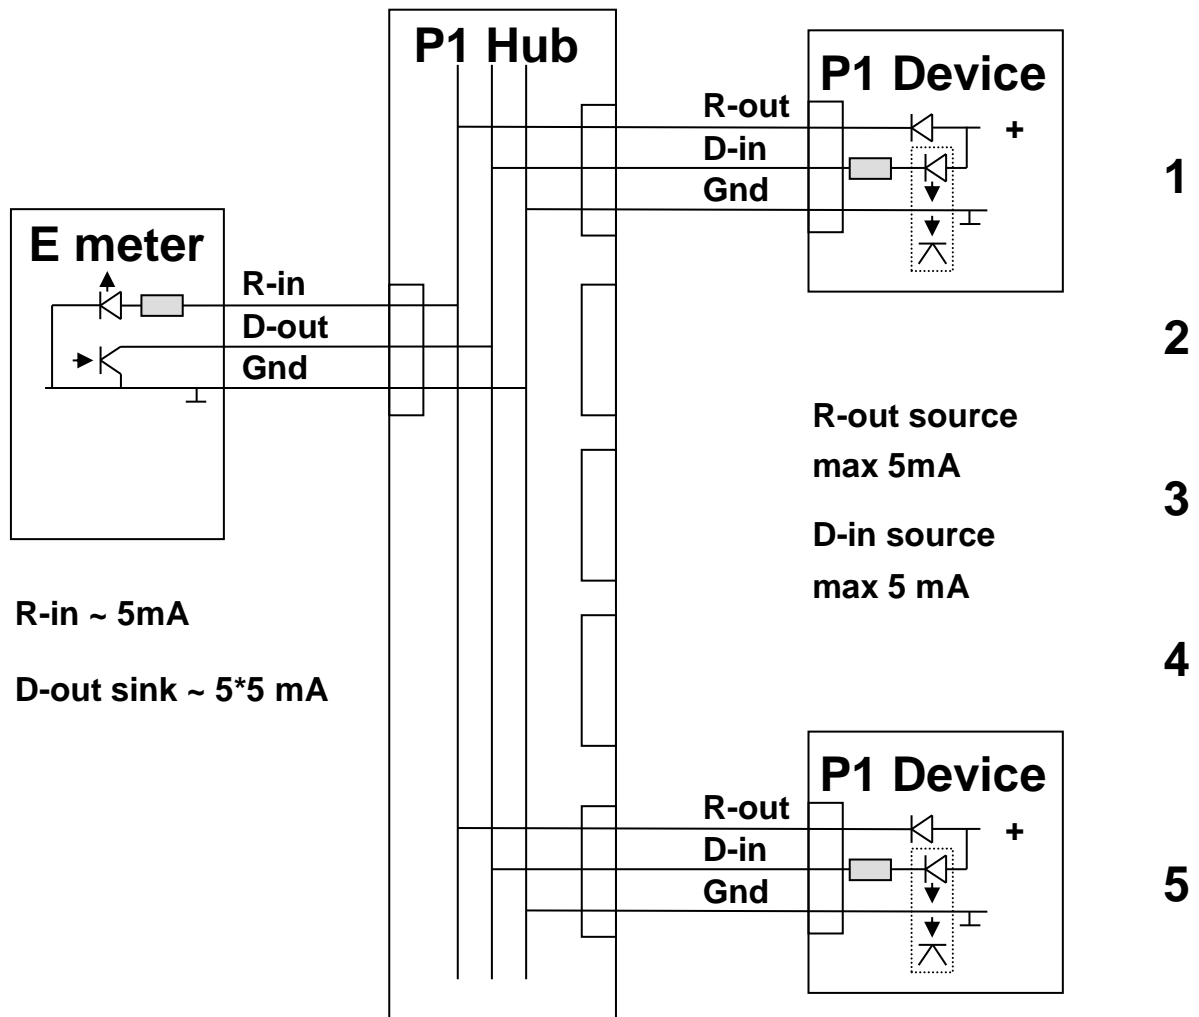 P1 Hub
P1 Device
R-out
D-in
Gnd
+
1
E meter
R-in
D-out
Gnd
2
R-out source
max 5mA
3
D-in source
max 5 mA
R-in ~ 5mA
D-out sink ~ 5*5 mA
4
P1 Device
R-out
D-in
Gnd
+
5